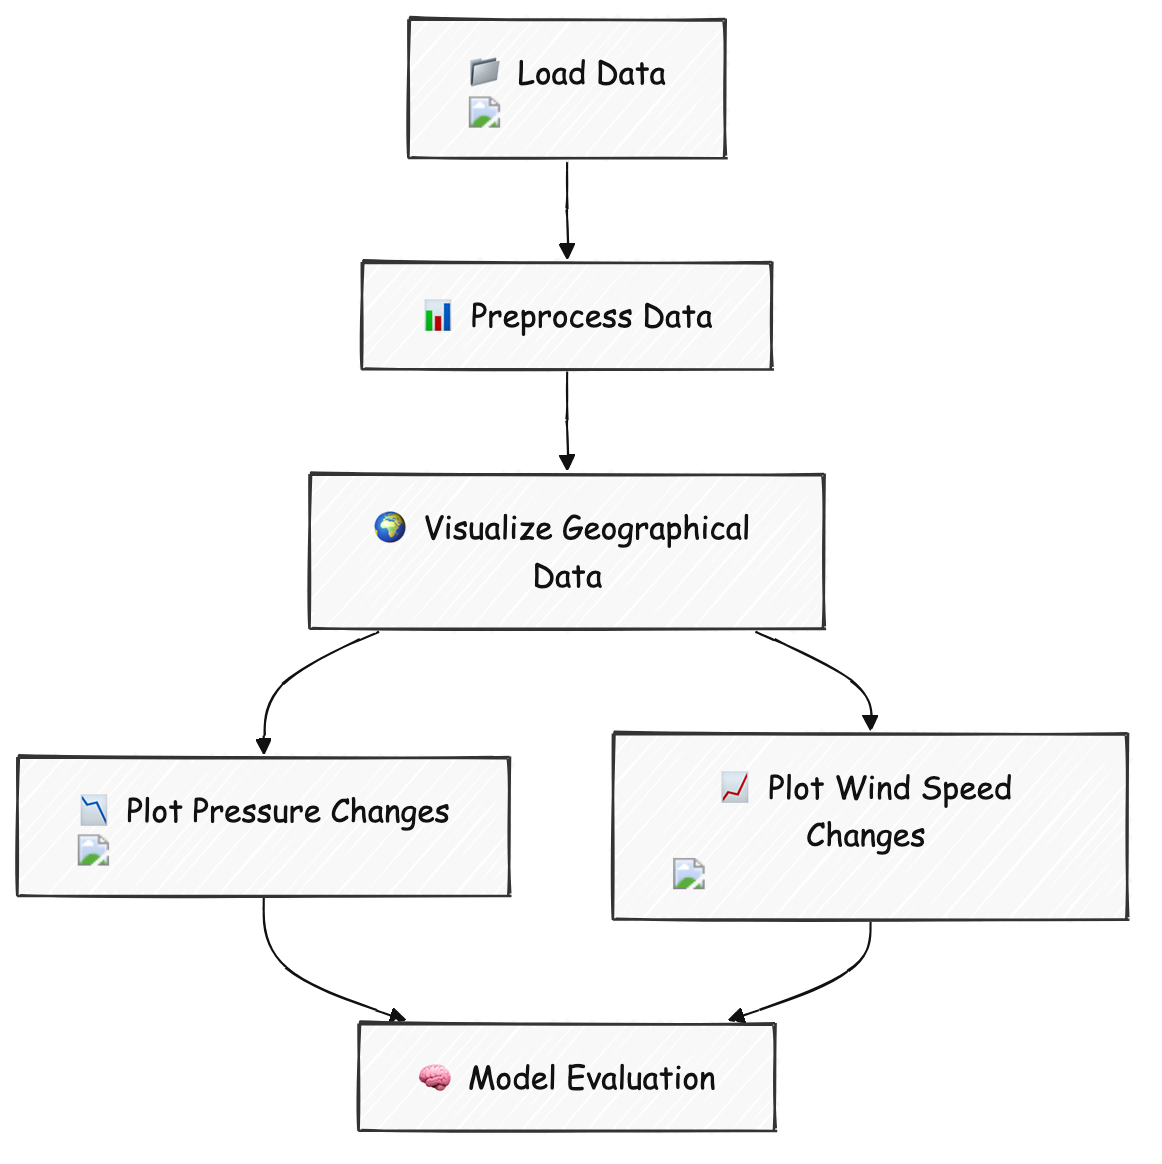 Load Data
Preprocess Data
Visualize Geographical
Data
Plot Pressure Changes
Plot Wind Speed
Changes
Model Evaluation